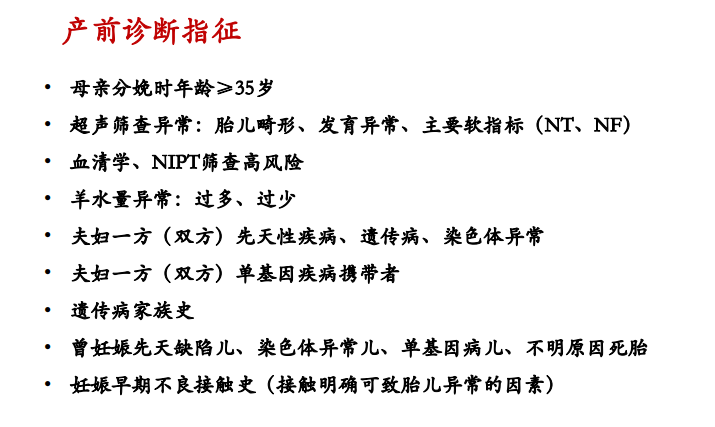 产前诊断指征
• 母亲分娩时年龄≥35岁
• 超声筛查异常：胎儿畸形、发育异常、主要软指标（NT、NF）
• 血清学、NIPT筛查高风险
• 羊水量异常：过多、过少
• 夫妇一方（双方）先天性疾病、遗传病、染色体异常
• 夫妇一方（双方）单基因疾病携带者
• 遗传病家族史
• 曾妊娠先天缺陷儿、染色体异常儿、单基因病儿、不明原因死胎
• 妊娠早期不良接触史（接触明确可致胎儿异常的因素）